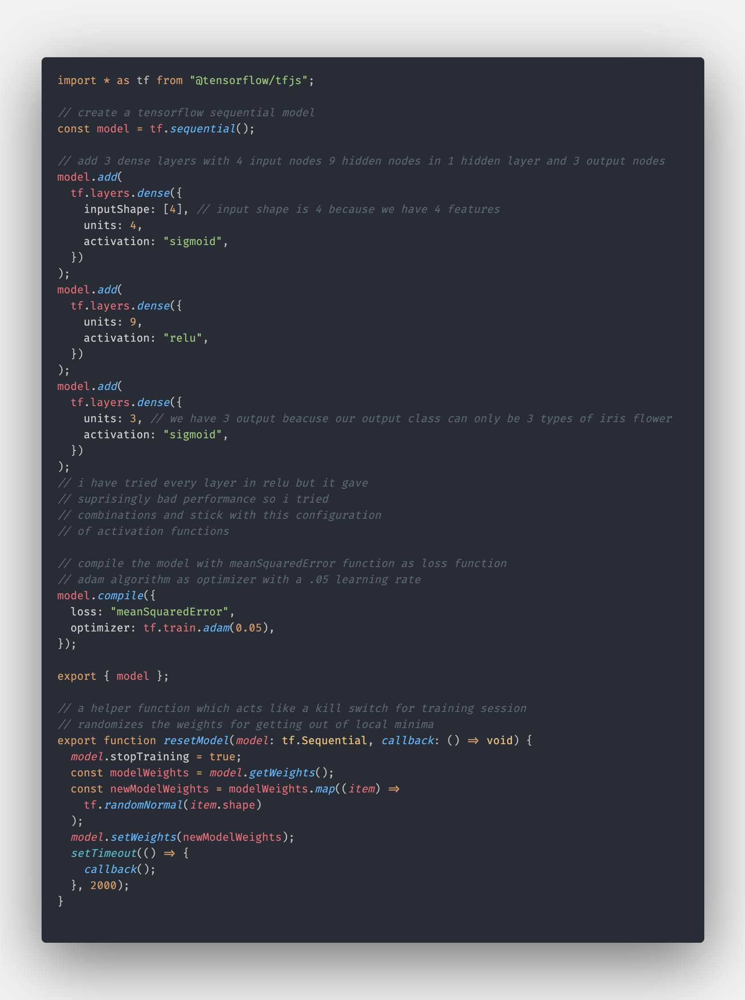 import * as tf from "@tensorflow/tfjs";
// create a tensorflow sequential model
const model = tf.sequential();
// add 3 dense layers with 4 input nodes 9 hidden nodes in 1 hidden layer and 3 output nodes
model.add(
  tf.layers.dense({
    inputShape: [4], // input shape is 4 because we have 4 features
    units: 4,
    activation: "sigmoid",
  })
);
model.add(
  tf.layers.dense({
    units: 9,
    activation: "relu",
  })
);
model.add(
  tf.layers.dense({
    units: 3, // we have 3 output beacuse our output class can only be 3 types of iris flower
    activation: "sigmoid",
  })
);
// i have tried every layer in relu but it gave
// suprisingly bad performance so i tried
// combinations and stick with this configuration
// of activation functions
// compile the model with meanSquaredError function as loss function
// adam algorithm as optimizer with a .05 learning rate
model.compile({
  loss: "meanSquaredError",
  optimizer: tf.train.adam(0.05),
});
export { model };
// a helper function which acts like a kill switch for training session
// randomizes the weights for getting out of local minima
export function resetModel(model: tf.Sequential, callback: () => void) {
  model.stopTraining = true;
  const modelWeights = model.getWeights();
  const newModelWeights = modelWeights.map((item) =>
    tf.randomNormal(item.shape)
  );
  model.setWeights(newModelWeights);
  setTimeout(() => {
    callback();
  }, 2000);
}